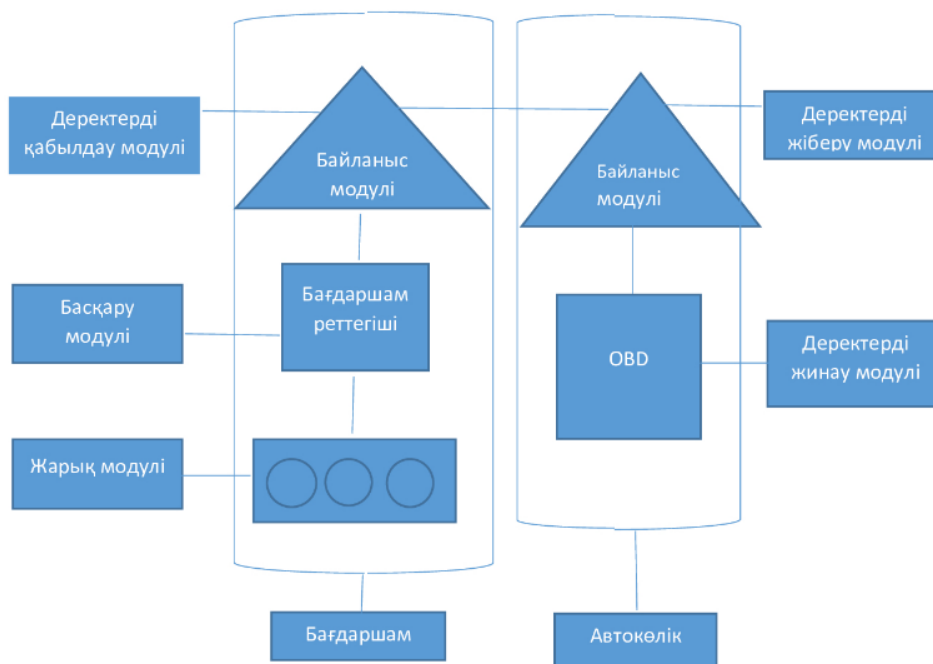 Деректерді
қабылдау модулі
Байланыс
модулі
Байланыс
модулі
Деректерді
жіберу модулі
Басқару
модулі
Бағдаршам
реттегіші
OBD
Деректерді
жинау модулі
Жарық модулі
Бағдаршам
Автокөлік